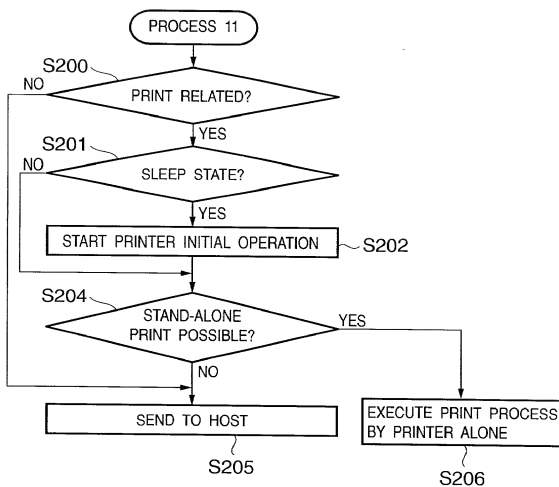 PROCESS 11
S200
NO
PRINT RELATED?
YES
S201
NO
SLEEP STATE?
YES
START PRINTER INITIAL OPERATION
S202
S204
STAND-ALONE
PRINT POSSIBLE?
YES
NO
SEND TO HOST
S205
EXECUTE PRINT PROCESS
BY PRINTER ALONE
S206